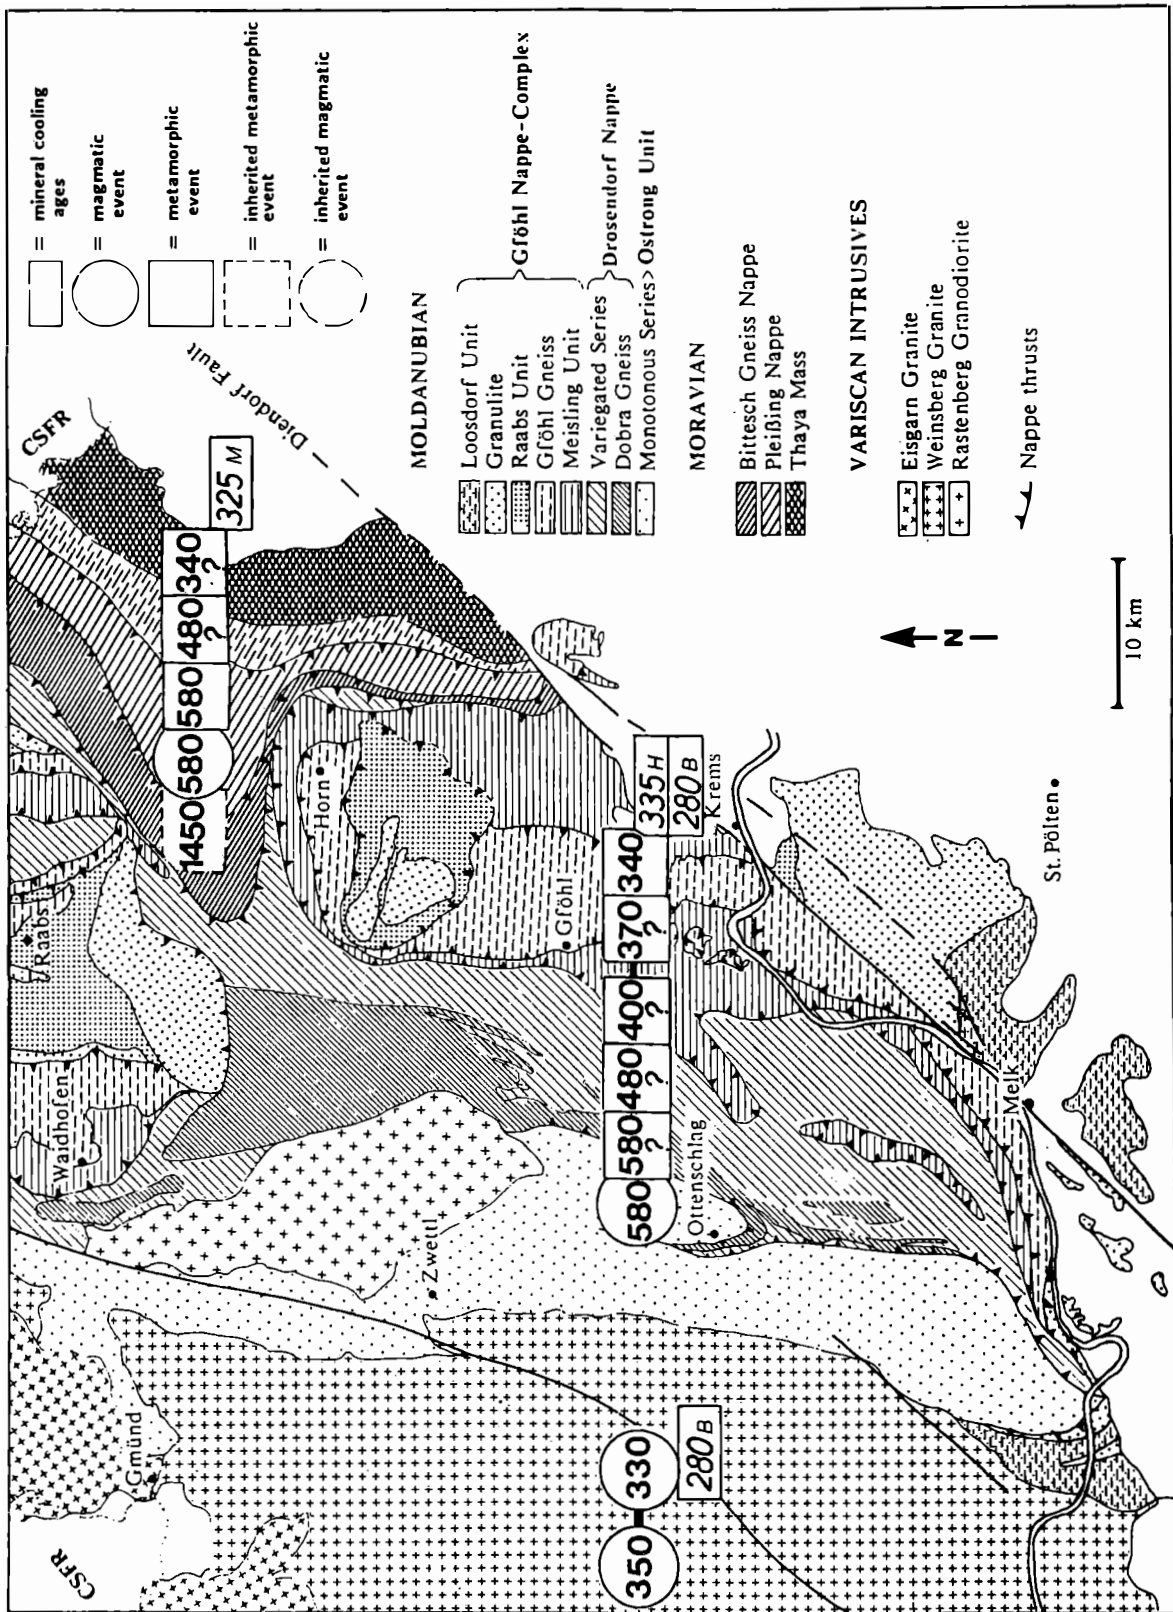 = mineral cooling
ages
= magmatic
event
= metamorphic
event
= inherited metamorphic
event
= inherited magmatic
event
MOLDANUBIAN
Loosdorf Unit
Granulite
Raabs Unit
Gföhl Gneiss
Meisling Unit
Gföhl Nappe-Complex
Variegated Series
Dobra Gneiss
Drosendorf Nappe
Monotonous Series>Ostrong Unit
MORAVIAN
Bittesch Gneiss Nappe
Pleißing Nappe
Thaya Mass
VARISCAN INTRUSIVES
Eisgarn Granite
Weinsberg Granite
Rastenberg Granodiorite
Nappe thrusts
N
10 km
CSFR
Diendorf Fault
325 M
1450 580 580 480 ? 340 ?
Raabs
Horn
Waidhofen
Gföhl
Krems
St. Pölten
335 H
280 B
580 580 ? 480 ? 400 ? 370 ? 340
Ottenschlag
Melk
Zwettl
Gmünd
CSFR
350 330
280 B